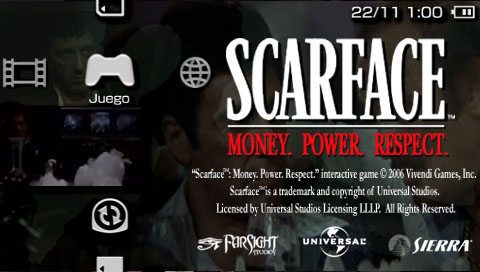 22/11 1:00
Juego
SCARFACE™
MONEY. POWER. RESPECT.
“Scarface™: Money. Power. Respect.” interactive game © 2006 Vivendi Games, Inc.
Scarface™ is a trademark and copyright of Universal Studios.
Licensed by Universal Studios Licensing LLLP. All Rights Reserved.
FARSIGHT STUDIOS UNIVERSAL SIERRA